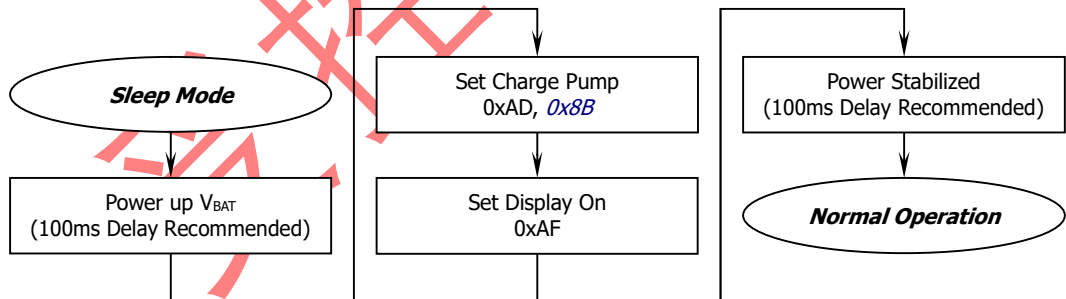 Sleep Mode
Power up VBAT
(100ms Delay Recommended)
Set Charge Pump
0xAD, 0x8B
Set Display On
0xAF
Power Stabilized
(100ms Delay Recommended)
Normal Operation